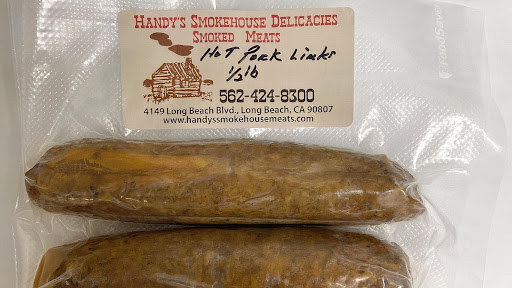 Handy's Smokehouse Delicacies
Smoked Meats
Hot Pork Links
1/2 lb
562-424-8300
4149 Long Beach Blvd., Long Beach, CA 90807
www.handyssmokehousemeats.com